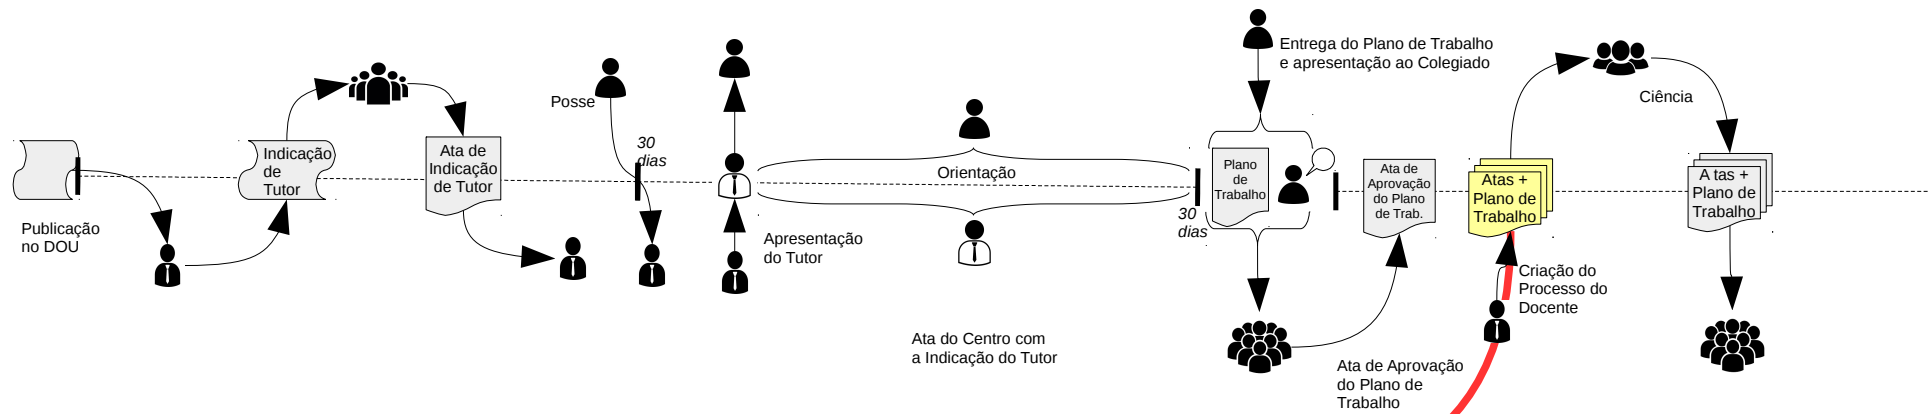 Publicação
no DOU
Indicação
de
Tutor
Ata de
Indicação
de Tutor
Posse
30
dias
Apresentação
do Tutor
Orientação
Ata do Centro com
a Indicação do Tutor
30
dias
Entrega do Plano de Trabalho
e apresentação ao Colegiado
Plano
de
Trabalho
Ata de
Aprovação
do Plano
de Trab.
Ata de Aprovação
do Plano de
Trabalho
Atas +
Plano de
Trabalho
Criação do
Processo do
Docente
Ciência
A tas +
Plano de
Trabalho